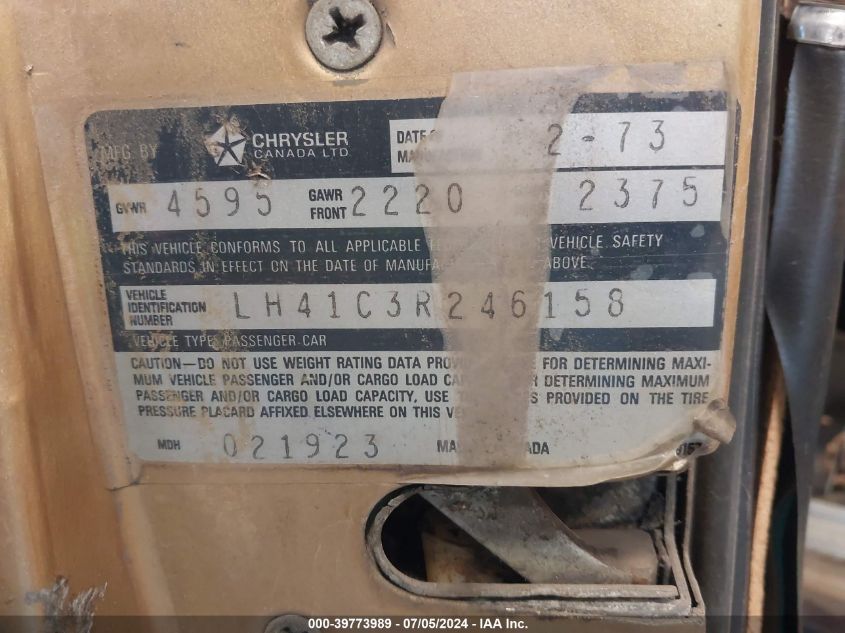 MFG BY CHRYSLER CANADA LTD.
DATE 2-73
GVWR 4595 GAWR FRONT 2220 2375
THIS VEHICLE CONFORMS TO ALL APPLICABLE VEHICLE SAFETY
STANDARDS IN EFFECT ON THE DATE OF ABOVE.
VEHICLE IDENTIFICATION NUMBER LH41C3R246158
VEHICLE TYPE: PASSENGER CAR
CAUTION—DO NOT USE WEIGHT RATING DATA FOR DETERMINING MAXI-
MUM VEHICLE PASSENGER AND/OR CARGO LOAD DETERMINING MAXIMUM
PASSENGER AND/OR CARGO LOAD CAPACITY, USE PROVIDED ON THE TIRE
PRESSURE PLACARD AFFIXED ELSEWHERE ON THIS
MDH 021923
000-39773989 - 07/05/2024 - IAA Inc.